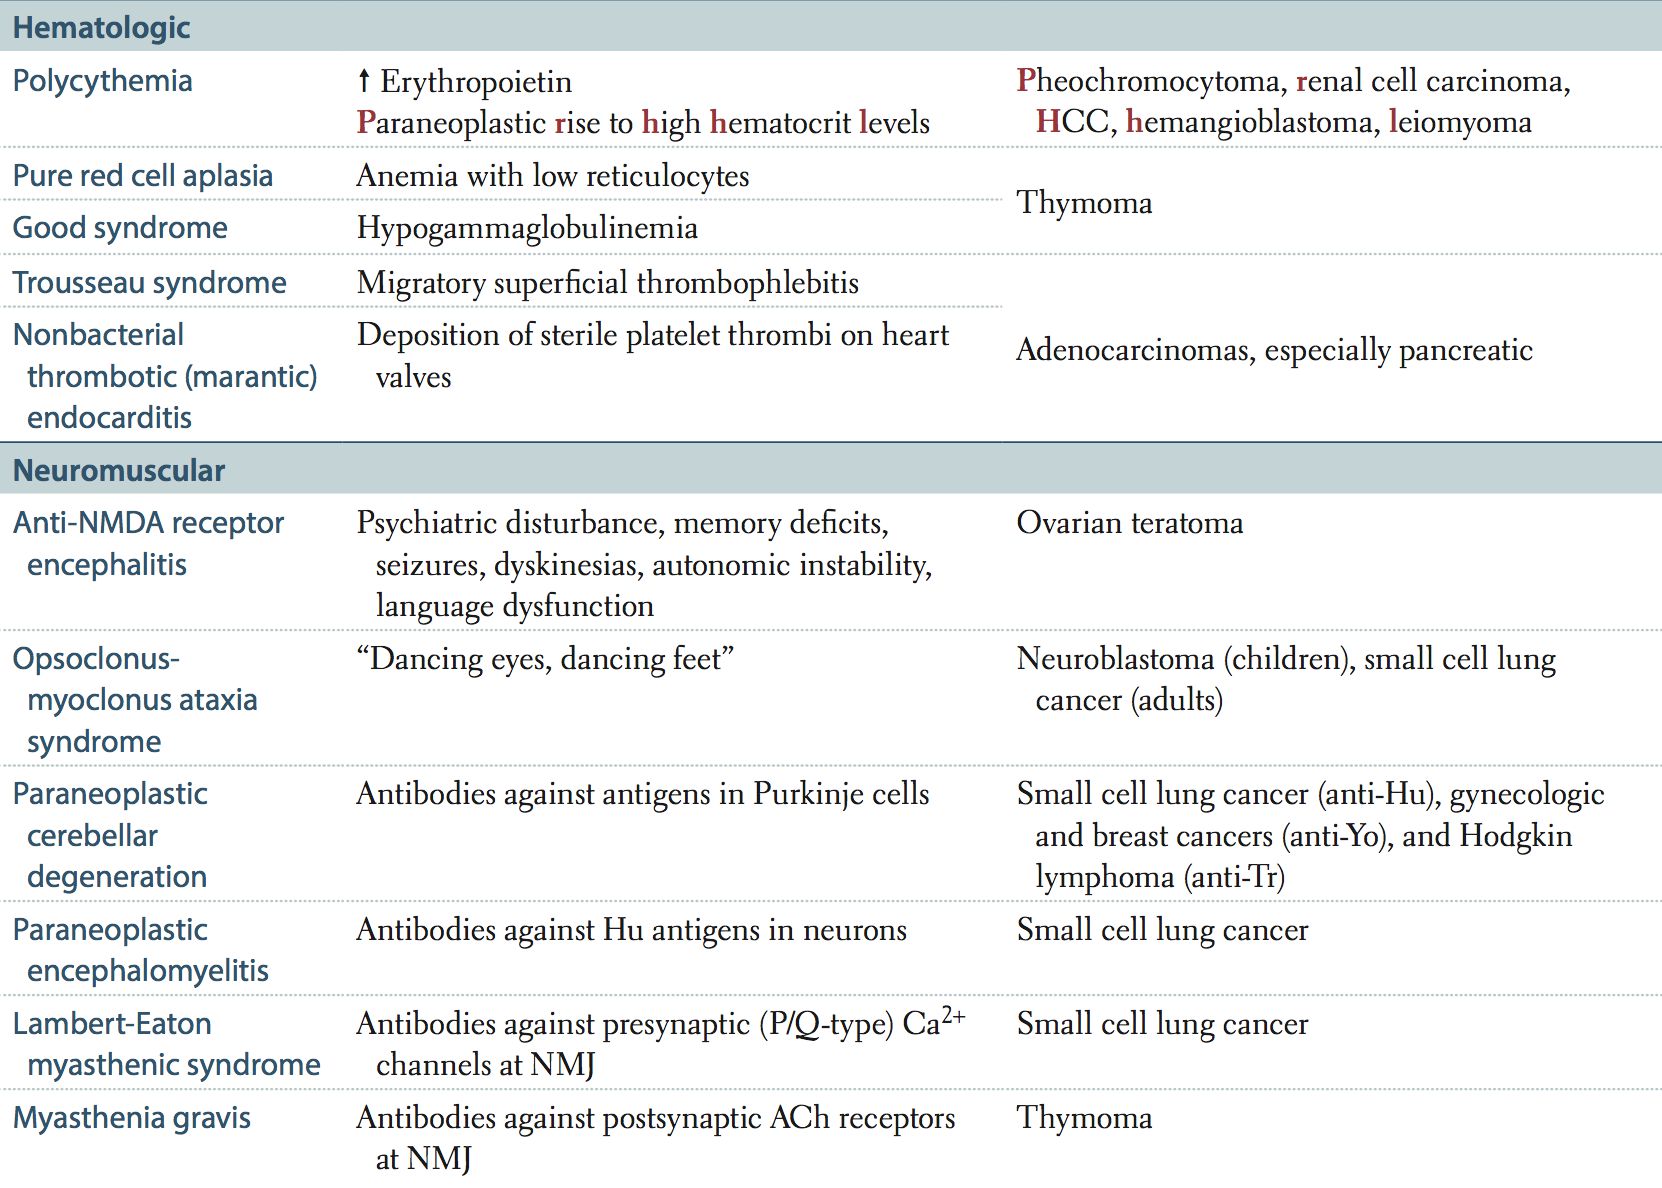 Hematologic
Polycythemia
↑ Erythropoietin
Paraneoplastic rise to high hematocrit levels
Pheochromocytoma, renal cell carcinoma,
HCC, hemangioblastoma, leiomyoma
Pure red cell aplasia
Anemia with low reticulocytes
Thymoma
Good syndrome
Hypogammaglobulinemia
Trousseau syndrome
Migratory superficial thrombophlebitis
Adenocarcinomas, especially pancreatic
Nonbacterial
thrombotic (marantic)
endocarditis
Deposition of sterile platelet thrombi on heart
valves
Neuromuscular
Anti-NMDA receptor
encephalitis
Psychiatric disturbance, memory deficits,
seizures, dyskinesias, autonomic instability,
language dysfunction
Ovarian teratoma
Opsoclonus-
myoclonus ataxia
syndrome
“Dancing eyes, dancing feet”
Neuroblastoma (children), small cell lung
cancer (adults)
Paraneoplastic
cerebellar
degeneration
Antibodies against antigens in Purkinje cells
Small cell lung cancer (anti-Hu), gynecologic
and breast cancers (anti-Yo), and Hodgkin
lymphoma (anti-Tr)
Paraneoplastic
encephalomyelitis
Antibodies against Hu antigens in neurons
Small cell lung cancer
Lambert-Eaton
myasthenic syndrome
Antibodies against presynaptic (P/Q-type) Ca²⁺
channels at NMJ
Small cell lung cancer
Myasthenia gravis
Antibodies against postsynaptic ACh receptors
at NMJ
Thymoma